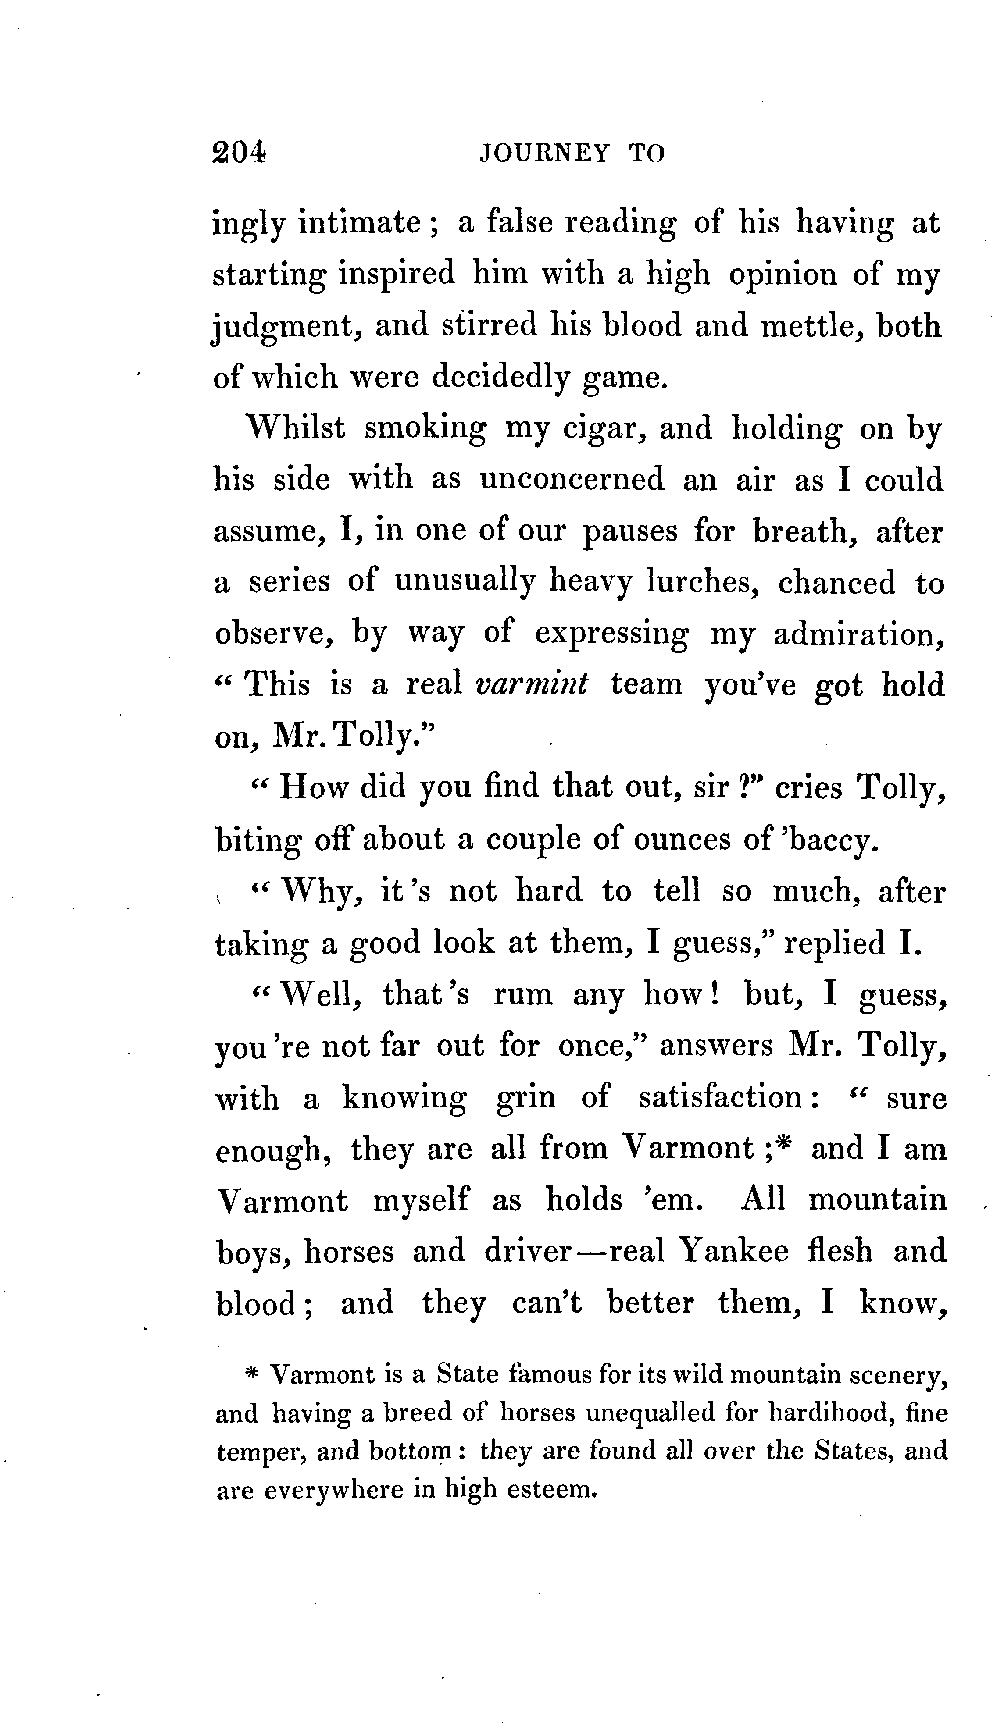 204 JOURNEY TO
ingly intimate ; a false reading of his having at
starting inspired him with a high opinion of my
judgment, and stirred his blood and mettle, both
of which were decidedly game.
Whilst smoking my cigar, and holding on by
his side with as unconcerned an air as I could
assume, I, in one of our pauses for breath, after
a series of unusually heavy lurches, chanced to
observe, by way of expressing my admiration,
“ This is a real varmint team you’ve got hold
on, Mr. Tolly.”
“ How did you find that out, sir ?” cries Tolly,
biting off about a couple of ounces of ’baccy.
“ Why, it ’s not hard to tell so much, after
taking a good look at them, I guess,” replied I.
“ Well, that ’s rum any how ! but, I guess,
you ’re not far out for once,” answers Mr. Tolly,
with a knowing grin of satisfaction : “ sure
enough, they are all from Varmont ;* and I am
Varmont myself as holds ’em. All mountain
boys, horses and driver—real Yankee flesh and
blood ; and they can’t better them, I know,
* Varmont is a State famous for its wild mountain scenery,
and having a breed of horses unequalled for hardihood, fine
temper, and bottom : they are found all over the States, and
are everywhere in high esteem.